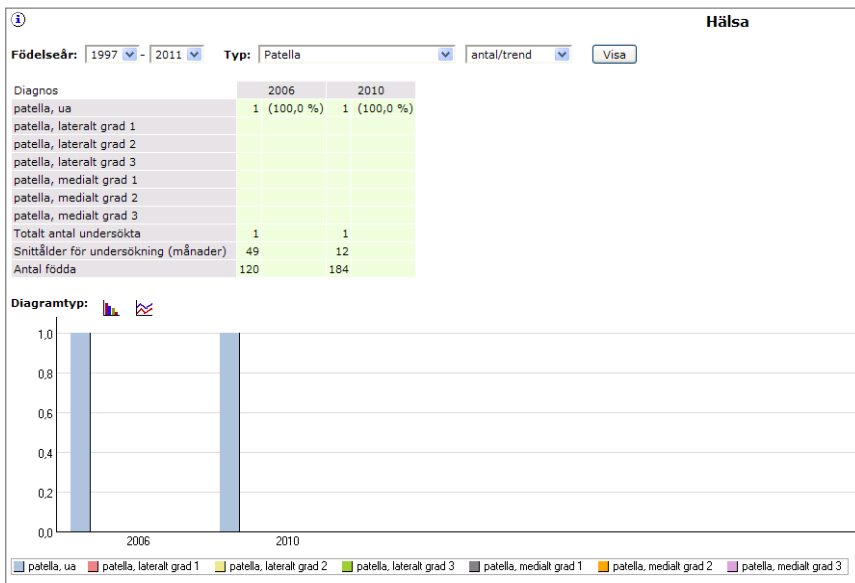 Hälsa
Födelseår: 1997 - 2011 Typ: Patella antal/trend Visa
Diagnos 2006 2010
patella, ua 1 (100,0 %) 1 (100,0 %)
patella, lateralt grad 1
patella, lateralt grad 2
patella, lateralt grad 3
patella, medialt grad 1
patella, medialt grad 2
patella, medialt grad 3
Totalt antal undersökta 1 1
Snittålder för undersökning (månader) 49 12
Antal födda 120 184
Diagramtyp:
1,0
0,8
0,6
0,4
0,2
0,0
2006 2010
patella, ua patella, lateralt grad 1 patella, lateralt grad 2 patella, lateralt grad 3 patella, medialt grad 1 patella, medialt grad 2 patella, medialt grad 3